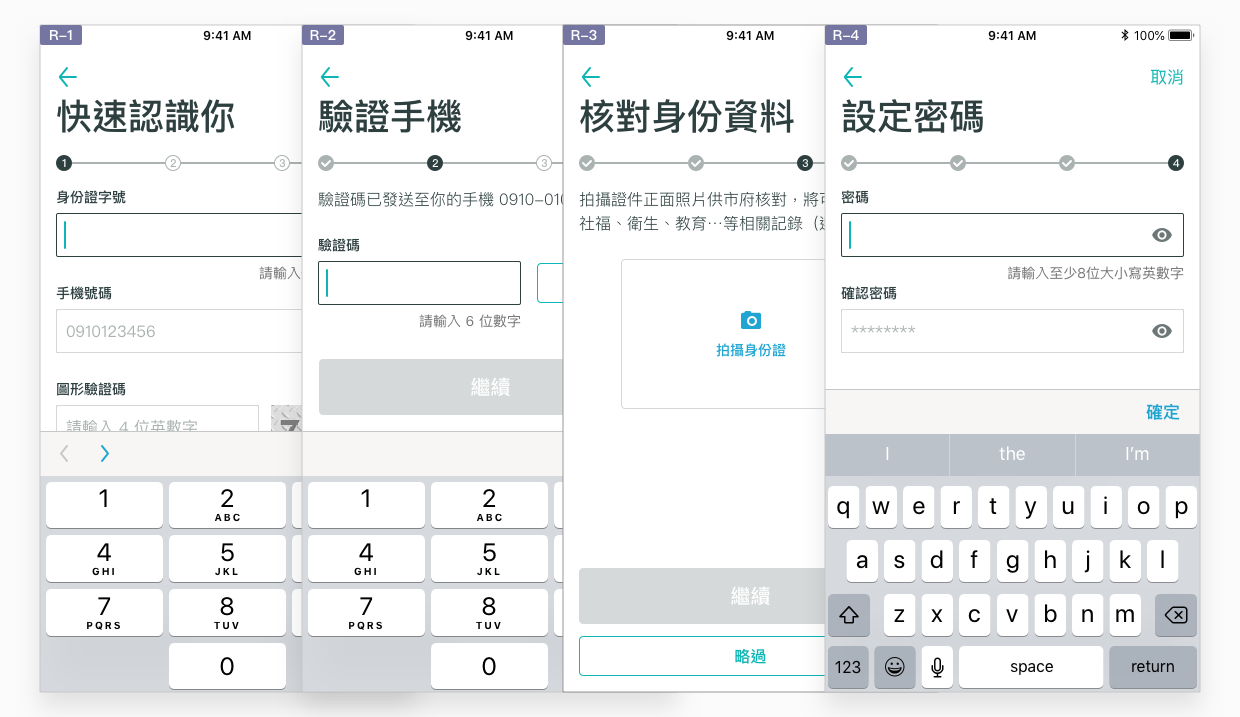 R-1
9:41 AM
快速認識你
1
2
3
身份證字號
請輸入
手機號碼
0910123456
圖形驗證碼
請輸入 4 位英數字
1
2
ABC
4
GHI
5
JKL
7
PQRS
8
TUV
0
R-2
9:41 AM
驗證手機
2
3
驗證碼已發送至你的手機 0910-01
驗證碼
請輸入 6 位數字
繼續
1
2
ABC
4
GHI
5
JKL
7
PQRS
8
TUV
0
R-3
9:41 AM
核對身份資料
3
拍攝證件正面照片供市府核對，將
社福、衛生、教育…等相關記錄（
拍攝身份證
繼續
略過
R-4
9:41 AM
100%
取消
設定密碼
4
密碼
請輸入至少8位大小寫英數字
確認密碼
********
確定
I
the
I'm
q w e r t y u i o p
a s d f g h j k l
z x c v b n m
123
space
return